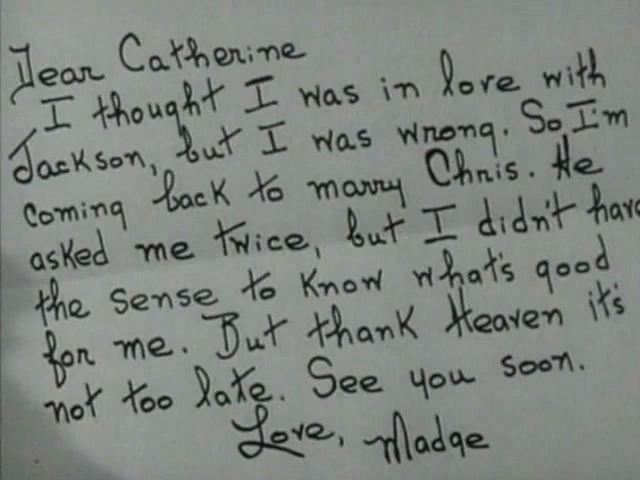 Dear Catherine
I thought I was in love with
Jackson, but I was wrong. So I'm
coming back to marry Chris. He
asked me twice, but I didn't have
the sense to know what's good
for me. But thank Heaven it's
not too late. See you soon.
Love, Madge